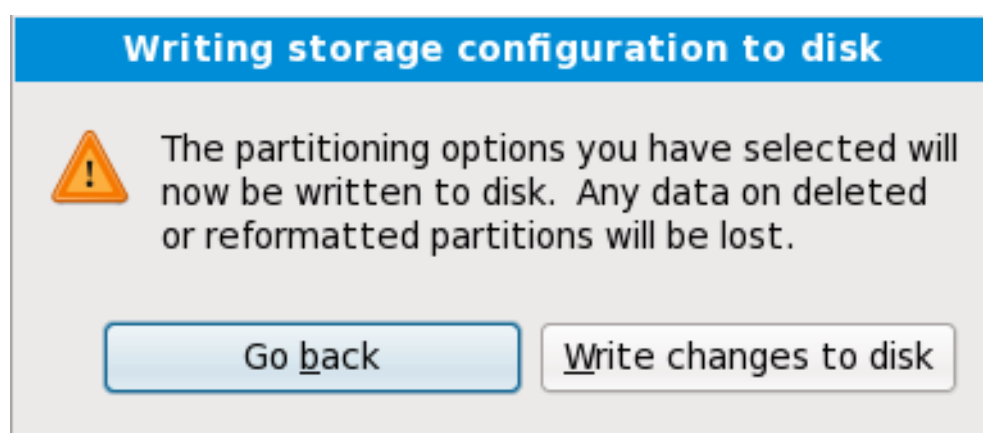 Writing storage configuration to disk
!
The partitioning options you have selected will
now be written to disk.  Any data on deleted
or reformatted partitions will be lost.
Go back
Write changes to disk